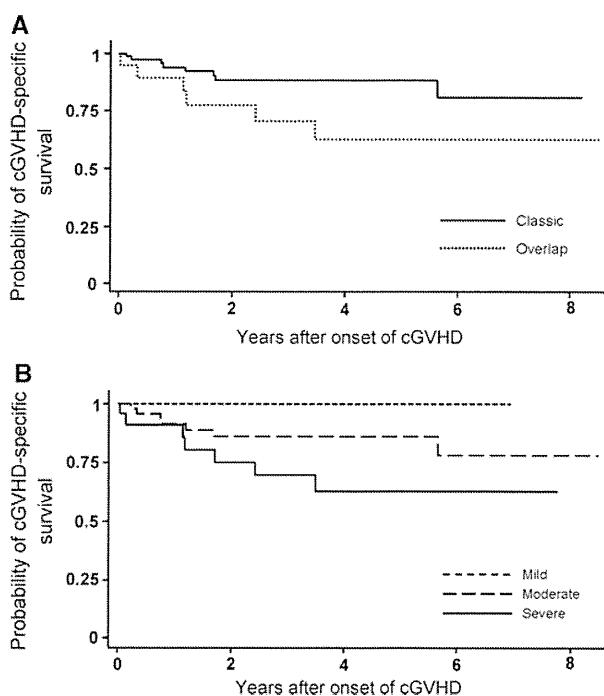 A
Probability of cGVHD-specific
survival
1
0.75
0.5
0.25
0
Classic
Overlap
0
2
4
6
8
Years after onset of cGVHD
B
Probability of cGVHD-specific
survival
1
0.75
0.5
0.25
0
Mild
Moderate
Severe
0
2
4
6
8
Years after onset of cGVHD